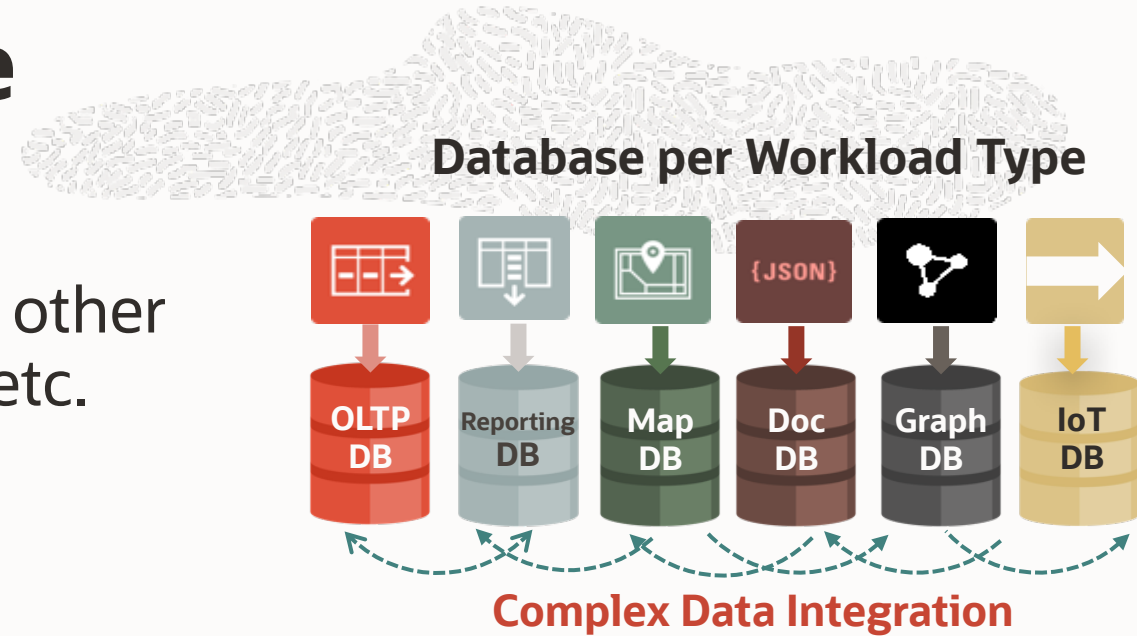 e
Database per Workload Type
other
etc.
{JSON}
OLTP
DB
Reporting
DB
Map
DB
Doc
DB
Graph
DB
IoT
DB
Complex Data Integration